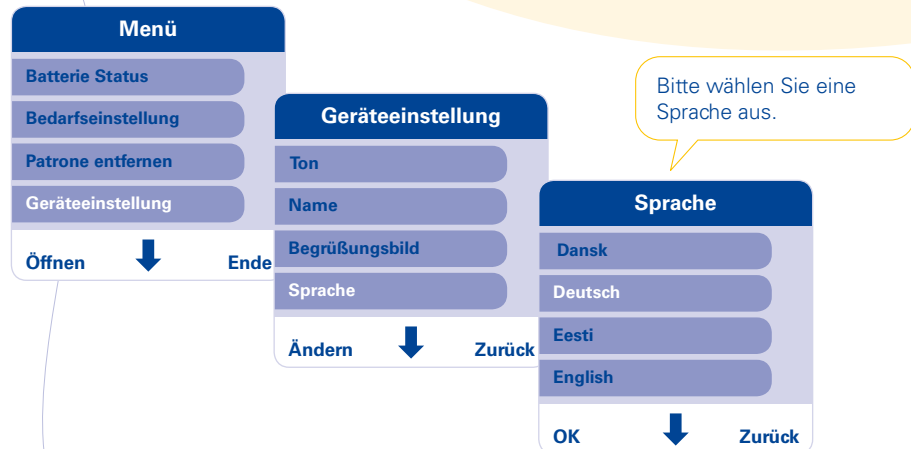 Menü
Batterie Status
Bedarfseinstellung
Patrone entfernen
Geräteeinstellung
Öffnen Ende
Geräteeinstellung
Ton
Name
Begrüßungsbild
Sprache
Ändern Zurück
Bitte wählen Sie eine
Sprache aus.
Sprache
Dansk
Deutsch
Eesti
English
OK Zurück